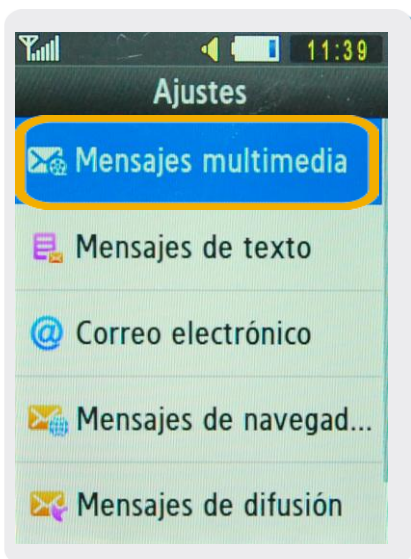 11:39
Ajustes
Mensajes multimedia
Mensajes de texto
Correo electrónico
Mensajes de navegad...
Mensajes de difusión